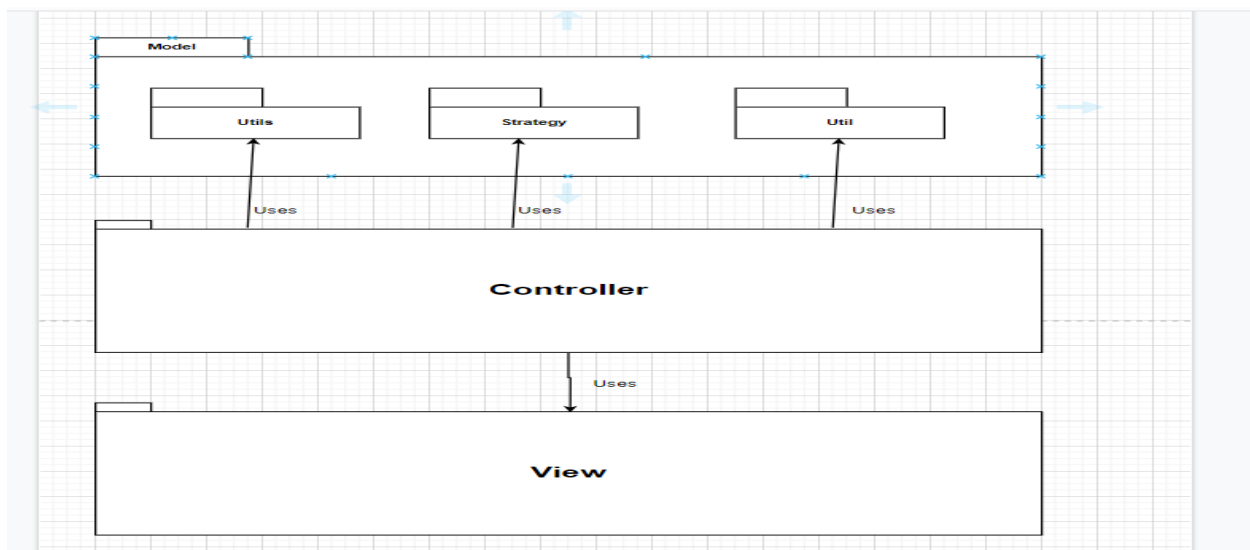 Model
Utils
Strategy
Util
Uses
Uses
Uses
Controller
Uses
View